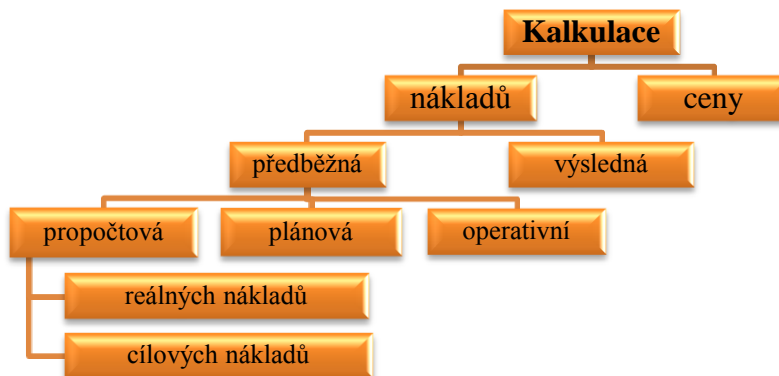 Kalkulace
nákladů
ceny
předběžná
výsledná
propočtová
plánová
operativní
reálných nákladů
cílových nákladů